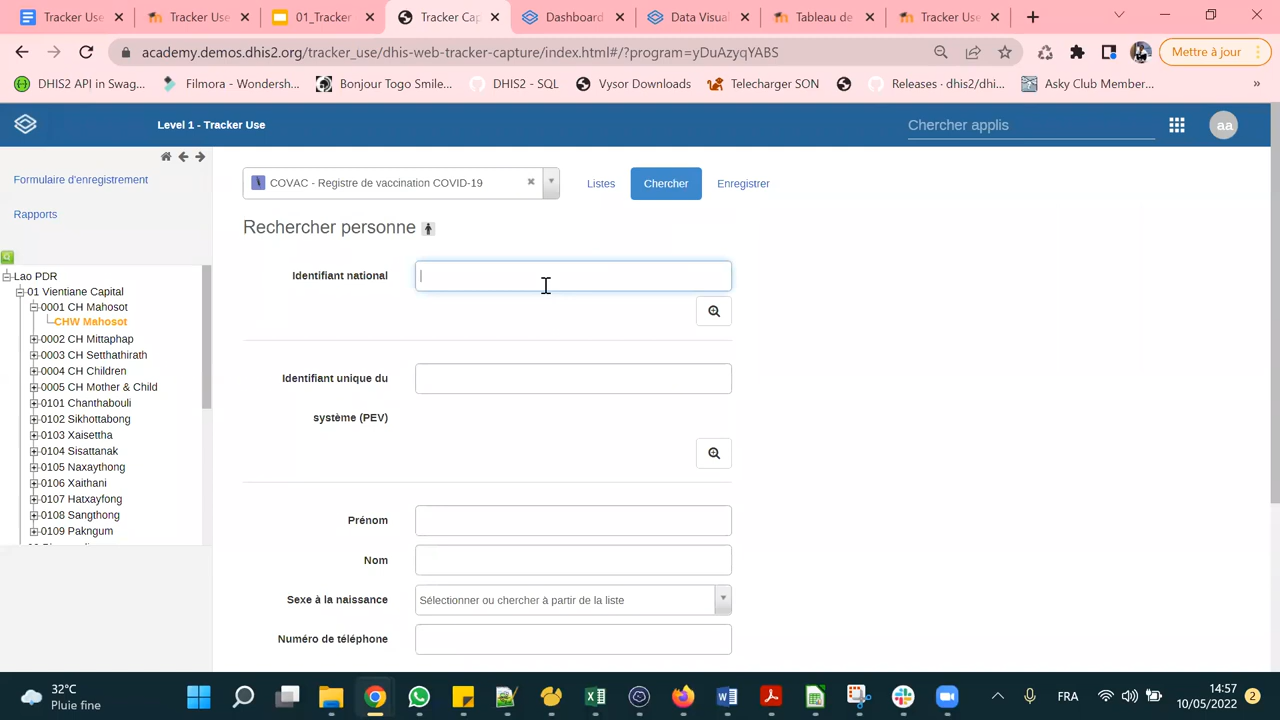 Tracker Use
Tracker Use
01_Tracker
Tracker Cap
Dashboard
Data Visual
Tableau de
Tracker Use
academy.demos.dhis2.org/tracker_use/dhis-web-tracker-capture/index.html#/?program=yDuAzyqYABS
Mettre à jour
DHIS2 API in Swag...
Filmora - Wondersh...
Bonjour Togo Smile...
DHIS2 - SQL
Vysor Downloads
Telecharger SON
Releases · dhis2/dhi...
Asky Club Member...
»
Level 1 - Tracker Use
Chercher applis
aa
Formulaire d'enregistrement
Rapports
COVAC - Registre de vaccination COVID-19
Listes
Chercher
Enregistrer
Rechercher personne
Lao PDR
01 Vientiane Capital
0001 CH Mahosot
CHW Mahosot
0002 CH Mittaphap
0003 CH Setthathirath
0004 CH Children
0005 CH Mother & Child
0101 Chanthabouli
0102 Sikhottabong
0103 Xaisettha
0104 Sisattanak
0105 Naxaythong
0106 Xaithani
0107 Hatxayfong
0108 Sangthong
0109 Pakngum
Identifiant national
Identifiant unique du
système (PEV)
Prénom
Nom
Sexe à la naissance
Sélectionner ou chercher à partir de la liste
Numéro de téléphone
32°C
Pluie fine
FRA
14:57
10/05/2022
2